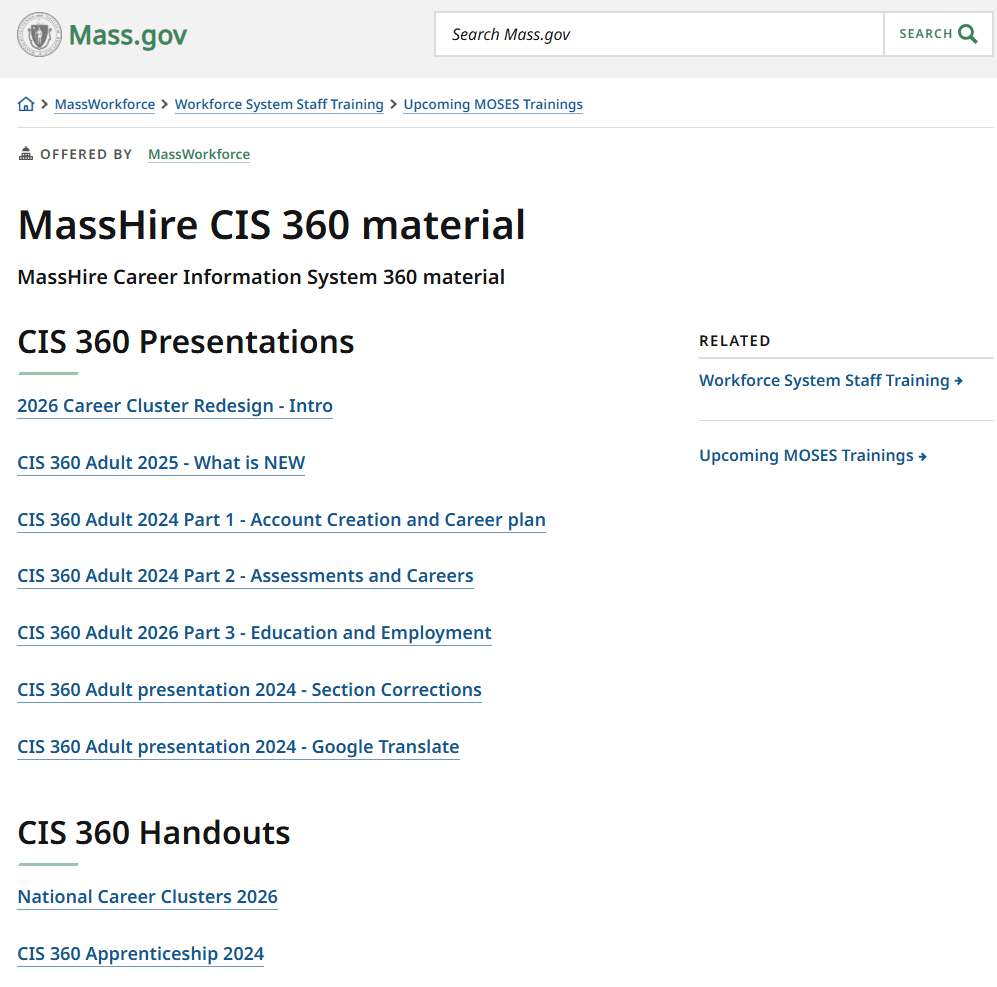 Mass.gov
Search Mass.gov
SEARCH
MassWorkforce > Workforce System Staff Training > Upcoming MOSES Trainings
OFFERED BY MassWorkforce
MassHire CIS 360 material
MassHire Career Information System 360 material
CIS 360 Presentations
2026 Career Cluster Redesign - Intro
CIS 360 Adult 2025 - What is NEW
CIS 360 Adult 2024 Part 1 - Account Creation and Career plan
CIS 360 Adult 2024 Part 2 - Assessments and Careers
CIS 360 Adult 2026 Part 3 - Education and Employment
CIS 360 Adult presentation 2024 - Section Corrections
CIS 360 Adult presentation 2024 - Google Translate
CIS 360 Handouts
National Career Clusters 2026
CIS 360 Apprenticeship 2024
RELATED
Workforce System Staff Training
Upcoming MOSES Trainings